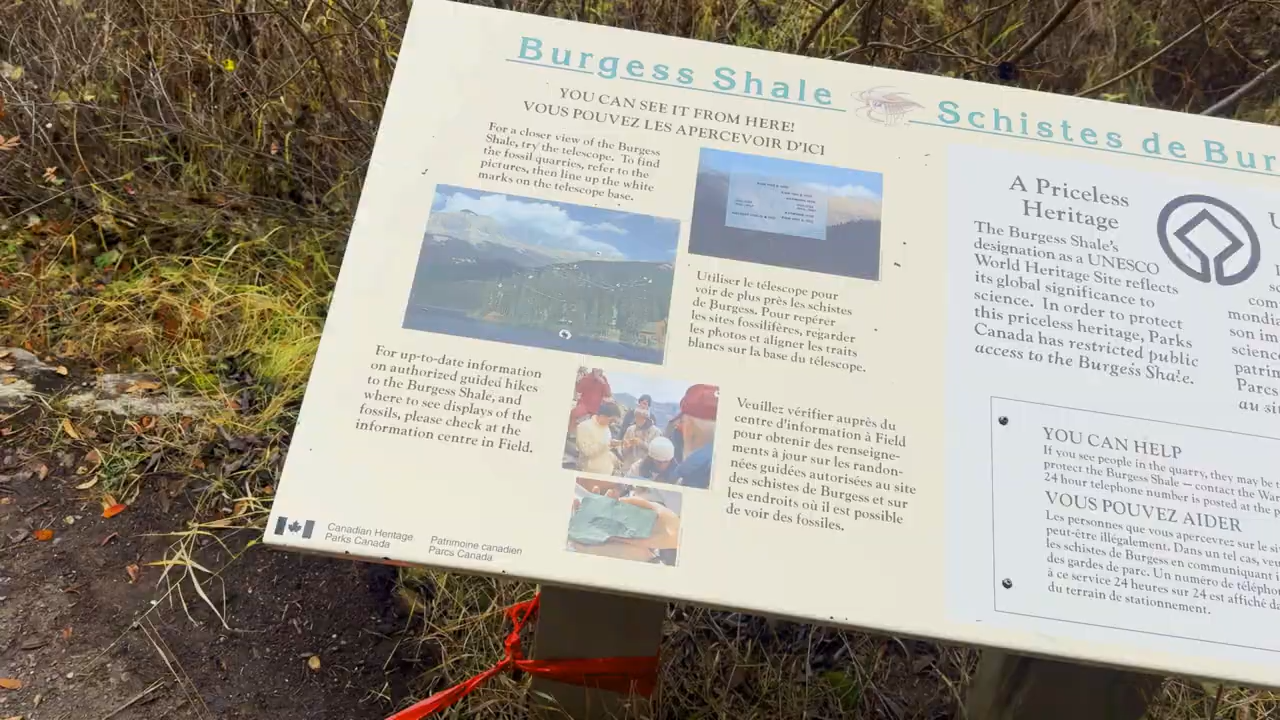 Burgess Shale
Schistes de Bur
YOU CAN SEE IT FROM HERE!
VOUS POUVEZ LES APERCEVOIR D'ICI
For a closer view of the Burgess
Shale, try the telescope. To find
the fossil quarries, refer to the
pictures, then line up the white
marks on the telescope base.
Utiliser le télescope pour
voir de plus près les schistes
de Burgess. Pour repérer
les sites fossilifères, regarder
les photos et aligner les traits
blancs sur la base du télescope.
For up-to-date information
on authorized guided hikes
to the Burgess Shale, and
where to see displays of the
fossils, please check at the
information centre in Field.
Veuillez vérifier auprès du
centre d'information à Field
pour obtenir des renseigne-
ments à jour sur les randon-
nées guidées autorisées au site
des schistes de Burgess et sur
les endroits où il est possible
de voir des fossiles.
Canadian Heritage
Parks Canada
Patrimoine canadien
Parcs Canada
A Priceless
Heritage
The Burgess Shale's
designation as a UNESCO
World Heritage Site reflects
its global significance to
science. In order to protect
this priceless heritage, Parks
Canada has restricted public
access to the Burgess Shale.
U
com
mondi
son im
scienc
patrim
Parcs
au si
YOU CAN HELP
If you see people in the quarry, they may be
protect the Burgess Shale — contact the War
24 hour telephone number is posted at the p
VOUS POUVEZ AIDER
Les personnes que vous apercevrez sur le si
peut-être illégalement. Dans un tel cas, veu
les schistes de Burgess en communiquant
des gardes de parc. Un numéro de télépho
à ce service 24 heures sur 24 est affiché d
du terrain de stationnement.